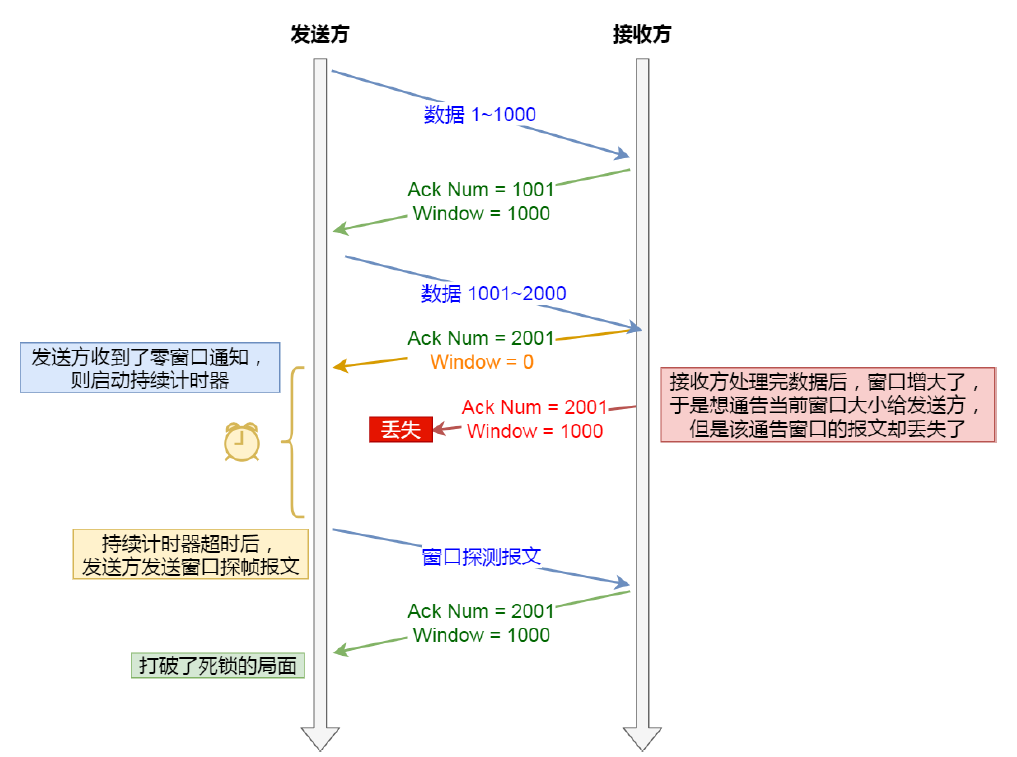 发送方
接收方
数据 1~1000
Ack Num = 1001
Window = 1000
数据 1001~2000
Ack Num = 2001
Window = 0
发送方收到了零窗口通知，
则启动持续计时器
接收方处理完数据后，窗口增大了，
于是想通告当前窗口大小给发送方，
但是该通告窗口的报文却丢失了
Ack Num = 2001
Window = 1000
丢失
持续计时器超时后，
发送方发送窗口探帧报文
窗口探测报文
Ack Num = 2001
Window = 1000
打破了死锁的局面